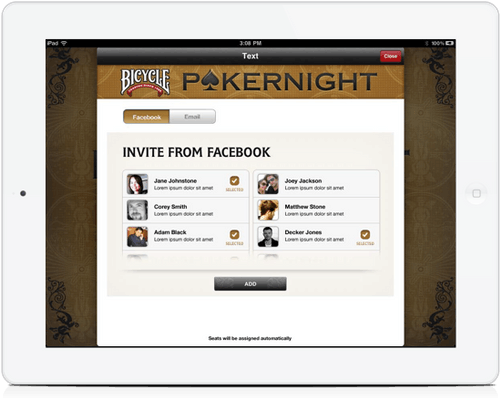 iPad 3:08 PM 100%
Text Close
BICYCLE POKERNIGHT
Facebook Email
INVITE FROM FACEBOOK
Jane Johnstone
Lorem ipsum dolor sit amet
SELECTED
Joey Jackson
Lorem ipsum dolor sit amet
Corey Smith
Lorem ipsum dolor sit amet
Matthew Stone
Lorem ipsum dolor sit amet
Adam Black
Lorem ipsum dolor sit amet
SELECTED
Decker Jones
Lorem ipsum dolor sit amet
SELECTED
ADD
Seats will be assigned automatically